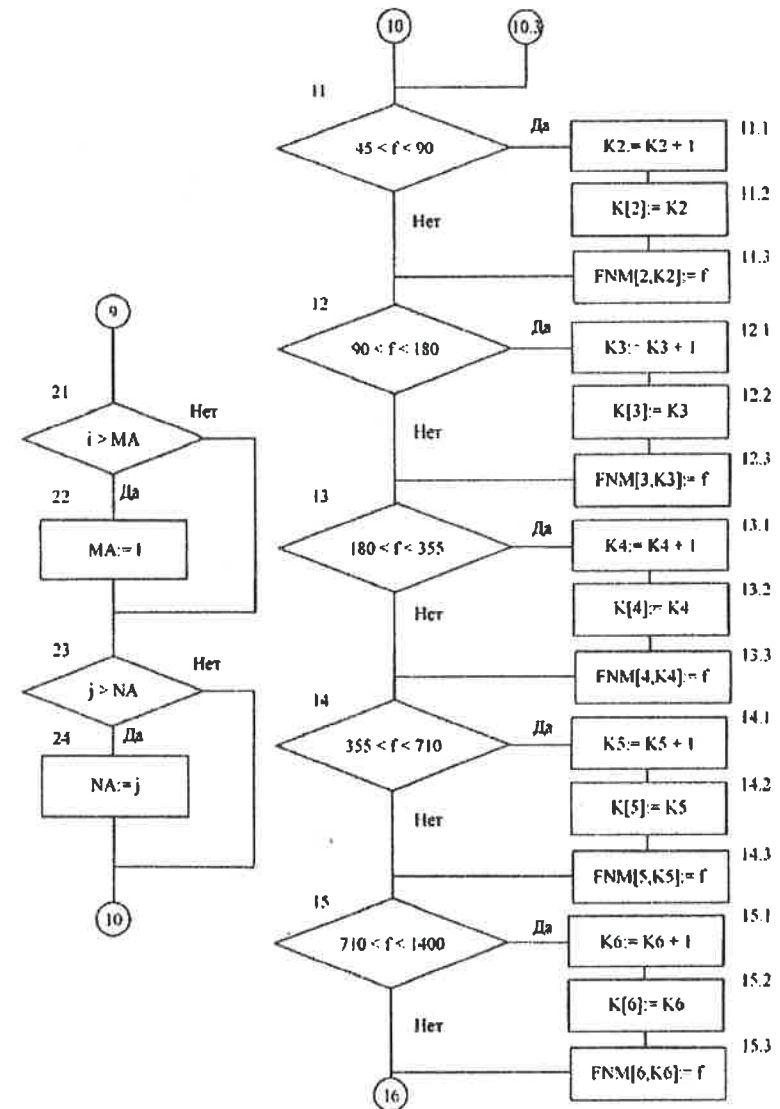 10
10.3
11
45 < f < 90
Да
Нет
11.1
K2:= K2 + 1
11.2
K[2]:= K2
11.3
FNM[2,K2]:= f
12
90 < f < 180
Да
Нет
12.1
K3:= K3 + 1
12.2
K[3]:= K3
12.3
FNM[3,K3]:= f
13
180 < f < 355
Да
Нет
13.1
K4:= K4 + 1
13.2
K[4]:= K4
13.3
FNM[4,K4]:= f
14
355 < f < 710
Да
Нет
14.1
K5:= K5 + 1
14.2
K[5]:= K5
14.3
FNM[5,K5]:= f
15
710 < f < 1400
Да
Нет
15.1
K6:= K6 + 1
15.2
K[6]:= K6
15.3
FNM[6,K6]:= f
16
9
21
i > MA
Нет
Да
22
MA:= I
23
j > NA
Нет
Да
24
NA:= j
10